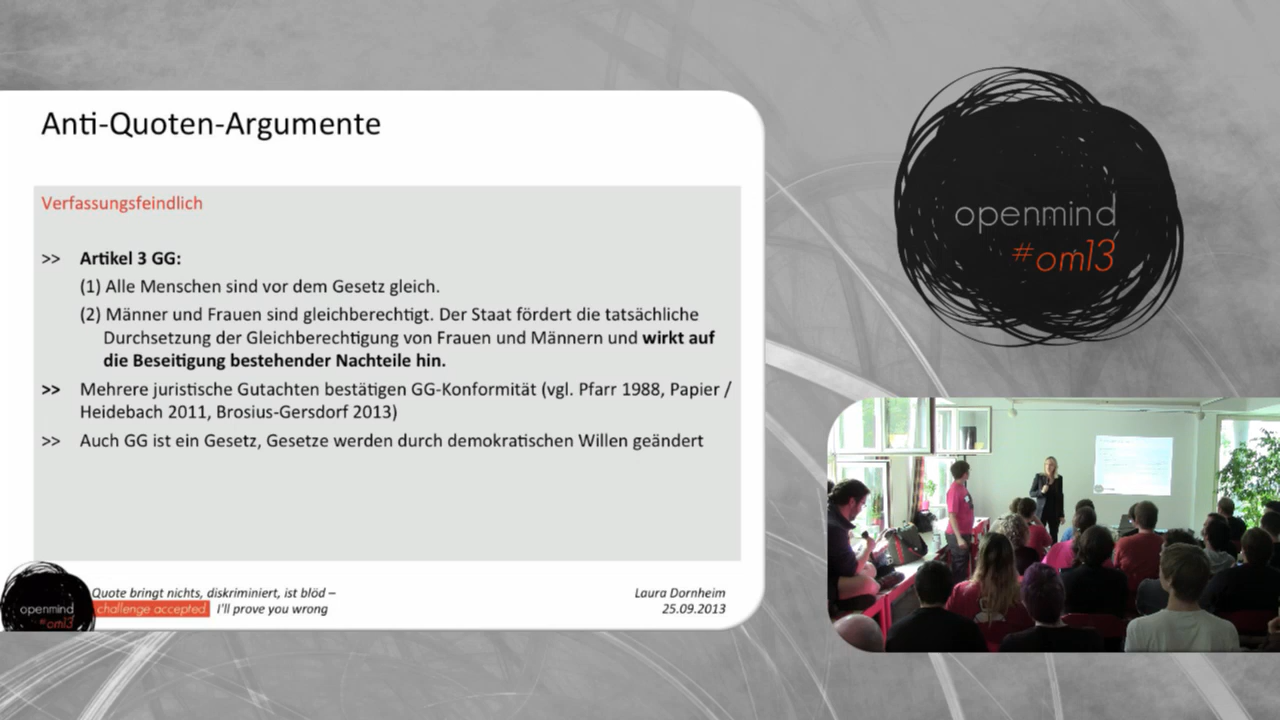 Anti-Quoten-Argumente
Verfassungsfeindlich
>> Artikel 3 GG:
(1) Alle Menschen sind vor dem Gesetz gleich.
(2) Männer und Frauen sind gleichberechtigt. Der Staat fördert die tatsächliche
Durchsetzung der Gleichberechtigung von Frauen und Männern und wirkt auf
die Beseitigung bestehender Nachteile hin.
>> Mehrere juristische Gutachten bestätigen GG-Konformität (vgl. Pfarr 1988, Papier /
Heidebach 2011, Brosius-Gersdorf 2013)
>> Auch GG ist ein Gesetz, Gesetze werden durch demokratischen Willen geändert
openmind
#om13
Quote bringt nichts, diskriminiert, ist blöd –
challenge accepted I'll prove you wrong
Laura Dornheim
25.09.2013
openmind
#om13